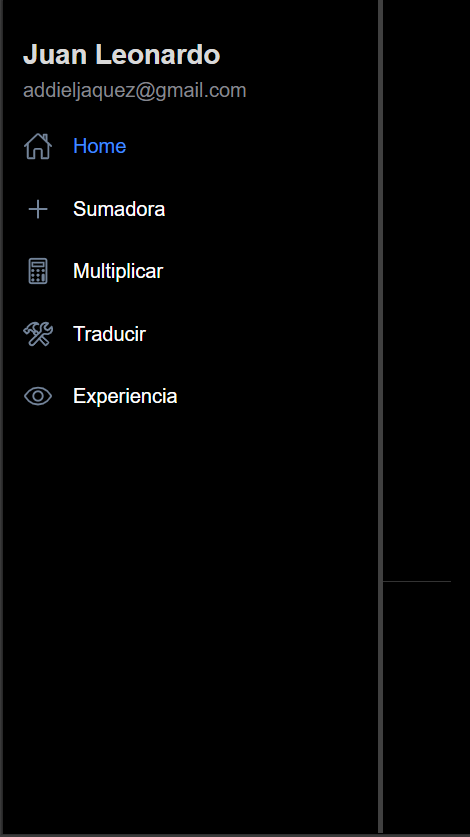 Juan Leonardo
addieljaquez@gmail.com
Home
Sumadora
Multiplicar
Traducir
Experiencia